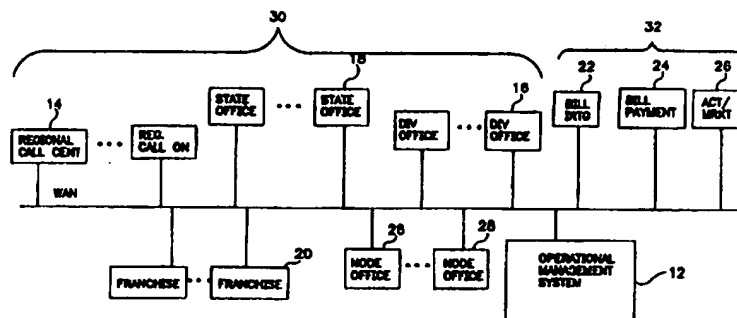 30
32
18
22
24
26
14
16
STATE
OFFICE
STATE
OFFICE
BILL
BILL
PAYMENT
ACT/
MRKT
REGIONAL
CALL CENT
REG.
CALL ON
DIV
OFFICE
DIV
OFFICE
WAN
28
28
20
FRANCHISE
FRANCHISE
NODE
OFFICE
NODE
OFFICE
OPERATIONAL
MANAGEMENT
SYSTEM
12